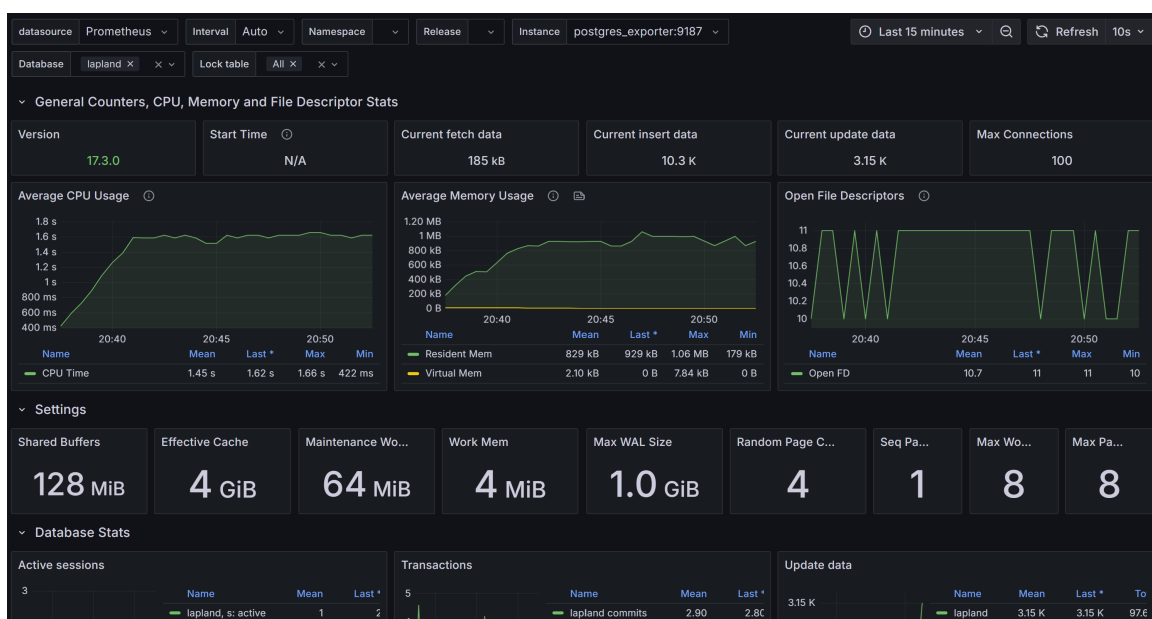 datasource Prometheus Interval Auto Namespace Release Instance postgres_exporter:9187 Last 15 minutes Refresh 10s
Database lapland × × Lock table All × ×
General Counters, CPU, Memory and File Descriptor Stats
Version Start Time Current fetch data Current insert data Current update data Max Connections
17.3.0 N/A 185 kB 10.3 K 3.15 K 100
Average CPU Usage
1.8 s
1.6 s
1.4 s
1.2 s
1 s
800 ms
600 ms
400 ms
20:40 20:45 20:50
Name Mean Last * Max Min
CPU Time 1.45 s 1.62 s 1.66 s 422 ms
Average Memory Usage
1.20 MB
1 MB
800 kB
600 kB
400 kB
200 kB
0 B
20:40 20:45 20:50
Name Mean Last * Max Min
Resident Mem 829 kB 929 kB 1.06 MB 179 kB
Virtual Mem 2.10 kB 0 B 7.84 kB 0 B
Open File Descriptors
11
10.8
10.6
10.4
10.2
10
20:40 20:45 20:50
Name Mean Last * Max Min
Open FD 10.7 11 11 10
Settings
Shared Buffers Effective Cache Maintenance Wo... Work Mem Max WAL Size Random Page C... Seq Pa... Max Wo... Max Pa...
128 MiB 4 GiB 64 MiB 4 MiB 1.0 GiB 4 1 8 8
Database Stats
Active sessions
3
Name Mean Last *
lapland, s: active 1
Transactions
5
Name Mean Last *
lapland commits 2.90 2.80
Update data
3.15 K
Name Mean Last * To
lapland 3.15 K 3.15 K 97.6